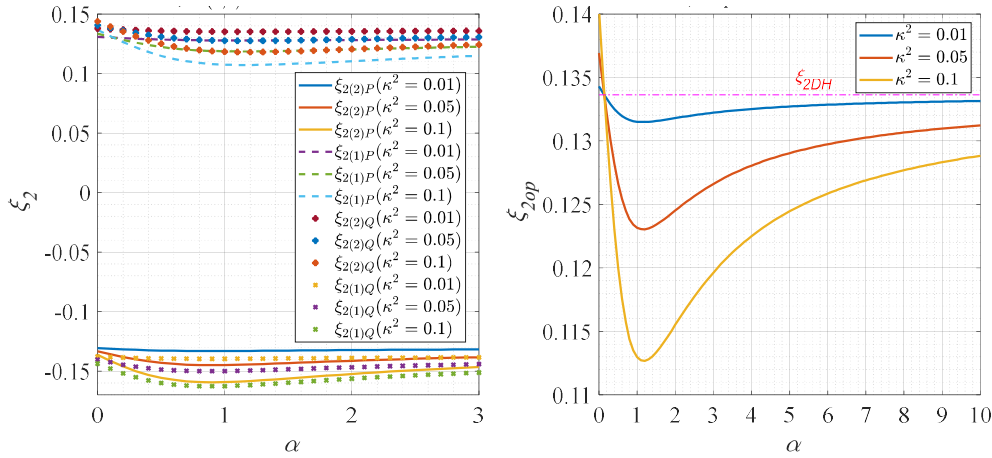 0.15
0.1
0.05
0
-0.05
-0.1
-0.15
ξ2
0
1
2
3
α
ξ2(2)P(κ² = 0.01)
ξ2(2)P(κ² = 0.05)
ξ2(2)P(κ² = 0.1)
ξ2(1)P(κ² = 0.01)
ξ2(1)P(κ² = 0.05)
ξ2(1)P(κ² = 0.1)
ξ2(2)Q(κ² = 0.01)
ξ2(2)Q(κ² = 0.05)
ξ2(2)Q(κ² = 0.1)
ξ2(1)Q(κ² = 0.01)
ξ2(1)Q(κ² = 0.05)
ξ2(1)Q(κ² = 0.1)
0.14
0.135
0.13
0.125
0.12
0.115
0.11
ξ2op
0
1
2
3
4
5
6
7
8
9
10
α
ξ2DH
κ² = 0.01
κ² = 0.05
κ² = 0.1